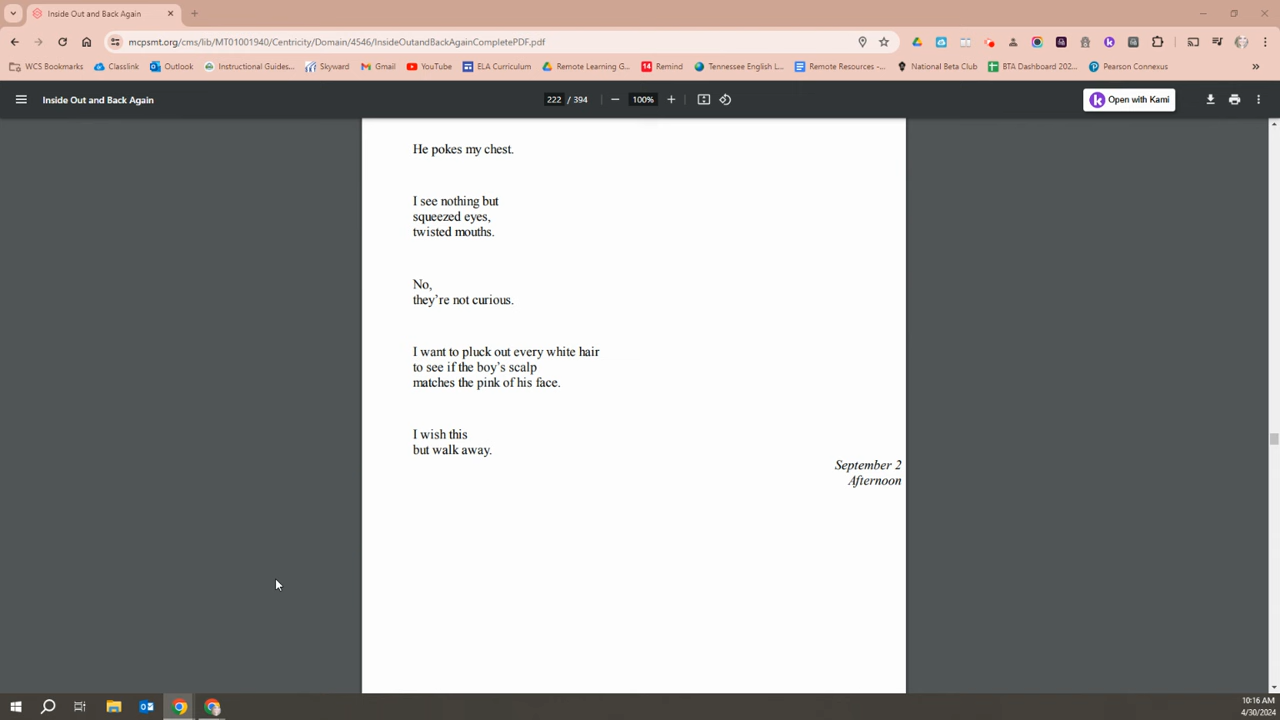 Inside Out and Back Again
mcpsmt.org/cms/lib/MT01001940/Centricity/Domain/4546/InsideOutandBackAgainCompletePDF.pdf
WCS Bookmarks
Classlink
Outlook
Instructional Guides...
Skyward
Gmail
YouTube
ELA Curriculum
Remote Learning G...
Remind
Tennessee English L...
Remote Resources -...
National Beta Club
BTA Dashboard 202...
Pearson Connexus
Inside Out and Back Again
222 / 394
100%
Open with Kami
He pokes my chest.
I see nothing but
squeezed eyes,
twisted mouths.
No,
they’re not curious.
I want to pluck out every white hair
to see if the boy’s scalp
matches the pink of his face.
I wish this
but walk away.
September 2
Afternoon
10:16 AM
4/30/2024